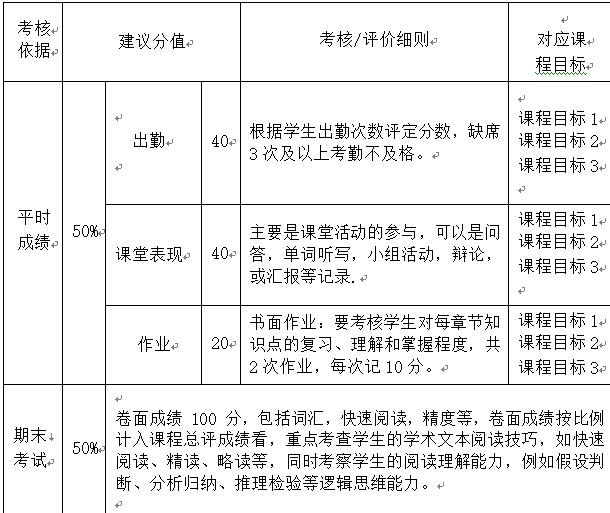 考核
依据
建议分值
考核/评价细则
对应课
程目标
平时
成绩
50%
出勤
40
根据学生出勤次数评定分数，缺席
3次及以上考勤不及格。
课程目标1
课程目标2
课程目标3
课堂表现
40
主要是课堂活动的参与，可以是问
答，单词听写，小组活动，辩论，
或汇报等记录.
课程目标1
课程目标2
课程目标3
作业
20
书面作业：要考核学生对每章节知
识点的复习、理解和掌握程度，共
2次作业，每次记10分。
课程目标1
课程目标2
课程目标3
期末
考试
50%
卷面成绩 100 分，包括词汇，快速阅读，精度等，卷面成绩按比例
计入课程总评成绩看，重点考查学生的学术文本阅读技巧，如快速
阅读、精读、略读等，同时考察学生的阅读理解能力，例如假设判
断、分析归纳、推理检验等逻辑思维能力。